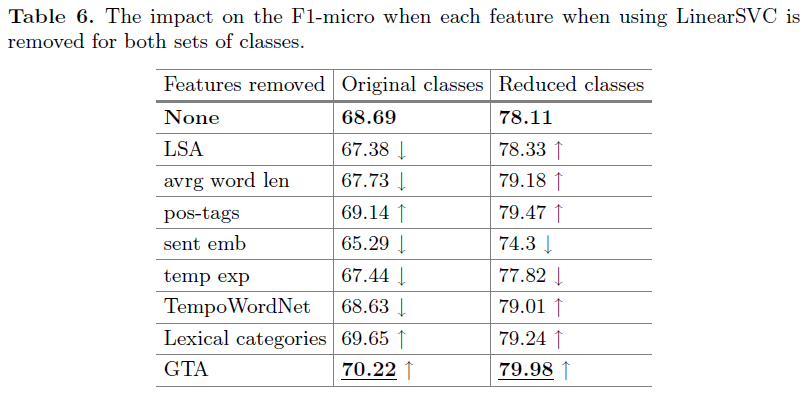 Table 6. The impact on the F1-micro when each feature when using LinearSVC is
removed for both sets of classes.
Features removed Original classes Reduced classes
None 68.69 78.11
LSA 67.38 ↓ 78.33 ↑
avrg word len 67.73 ↓ 79.18 ↑
pos-tags 69.14 ↑ 79.47 ↑
sent emb 65.29 ↓ 74.3 ↓
temp exp 67.44 ↓ 77.82 ↓
TempoWordNet 68.63 ↓ 79.01 ↑
Lexical categories 69.65 ↑ 79.24 ↑
GTA 70.22 ↑ 79.98 ↑